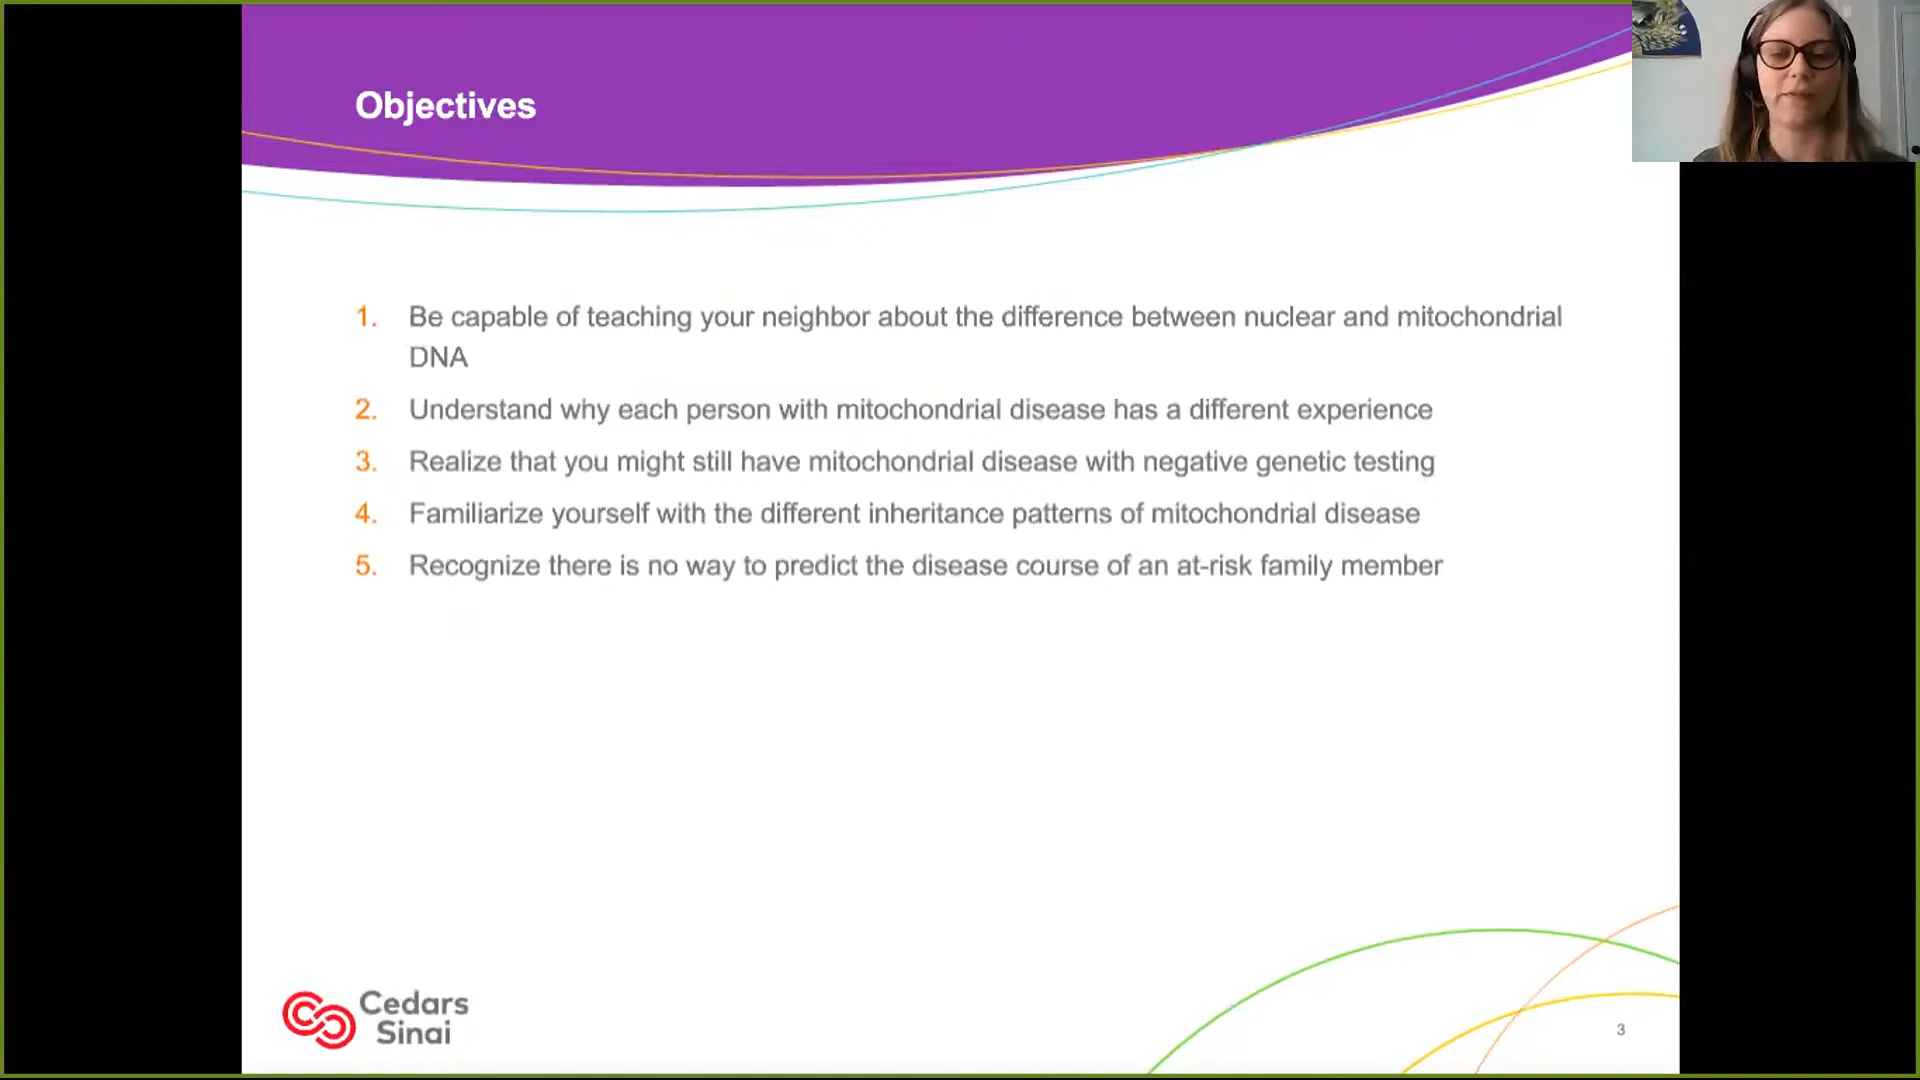 Objectives
1. Be capable of teaching your neighbor about the difference between nuclear and mitochondrial
DNA
2. Understand why each person with mitochondrial disease has a different experience
3. Realize that you might still have mitochondrial disease with negative genetic testing
4. Familiarize yourself with the different inheritance patterns of mitochondrial disease
5. Recognize there is no way to predict the disease course of an at-risk family member
Cedars
Sinai
3